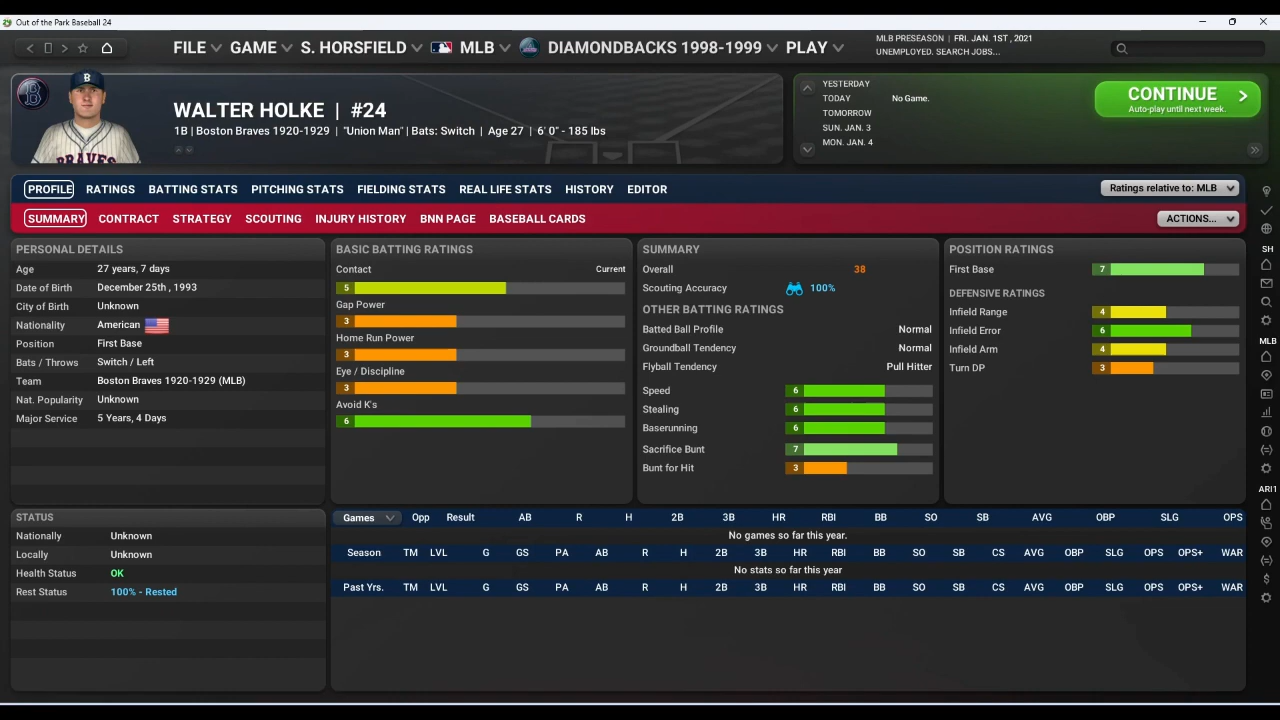 Out of the Park Baseball 24
FILE GAME S. HORSFIELD MLB DIAMONDBACKS 1998-1999 PLAY
MLB PRESEASON | FRI. JAN. 1ST , 2021
UNEMPLOYED. SEARCH JOBS...
WALTER HOLKE | #24
1B | Boston Braves 1920-1929 | "Union Man" | Bats: Switch | Age 27 | 6' 0" - 185 lbs
B
BRAVES
YESTERDAY
TODAY No Game.
TOMORROW
SUN. JAN. 3
MON. JAN. 4
CONTINUE
Auto-play until next week.
PROFILE RATINGS BATTING STATS PITCHING STATS FIELDING STATS REAL LIFE STATS HISTORY EDITOR
Ratings relative to: MLB
SUMMARY CONTRACT STRATEGY SCOUTING INJURY HISTORY BNN PAGE BASEBALL CARDS
ACTIONS...
PERSONAL DETAILS
Age 27 years, 7 days
Date of Birth December 25th , 1993
City of Birth Unknown
Nationality American
Position First Base
Bats / Throws Switch / Left
Team Boston Braves 1920-1929 (MLB)
Nat. Popularity Unknown
Major Service 5 Years, 4 Days
BASIC BATTING RATINGS
Contact Current
5
Gap Power
3
Home Run Power
3
Eye / Discipline
3
Avoid K's
6
SUMMARY
Overall 38
Scouting Accuracy 100%
OTHER BATTING RATINGS
Batted Ball Profile Normal
Groundball Tendency Normal
Flyball Tendency Pull Hitter
Speed 6
Stealing 6
Baserunning 6
Sacrifice Bunt 7
Bunt for Hit 3
POSITION RATINGS
First Base 7
DEFENSIVE RATINGS
Infield Range 4
Infield Error 6
Infield Arm 4
Turn DP 3
SH
MLB
ARI1
STATUS
Nationally Unknown
Locally Unknown
Health Status OK
Rest Status 100% - Rested
Games Opp Result AB R H 2B 3B HR RBI BB SO SB AVG OBP SLG OPS
No games so far this year.
Season TM LVL G GS PA AB R H 2B 3B HR RBI BB SO SB CS AVG OBP SLG OPS OPS+ WAR
No stats so far this year
Past Yrs. TM LVL G GS PA AB R H 2B 3B HR RBI BB SO SB CS AVG OBP SLG OPS OPS+ WAR